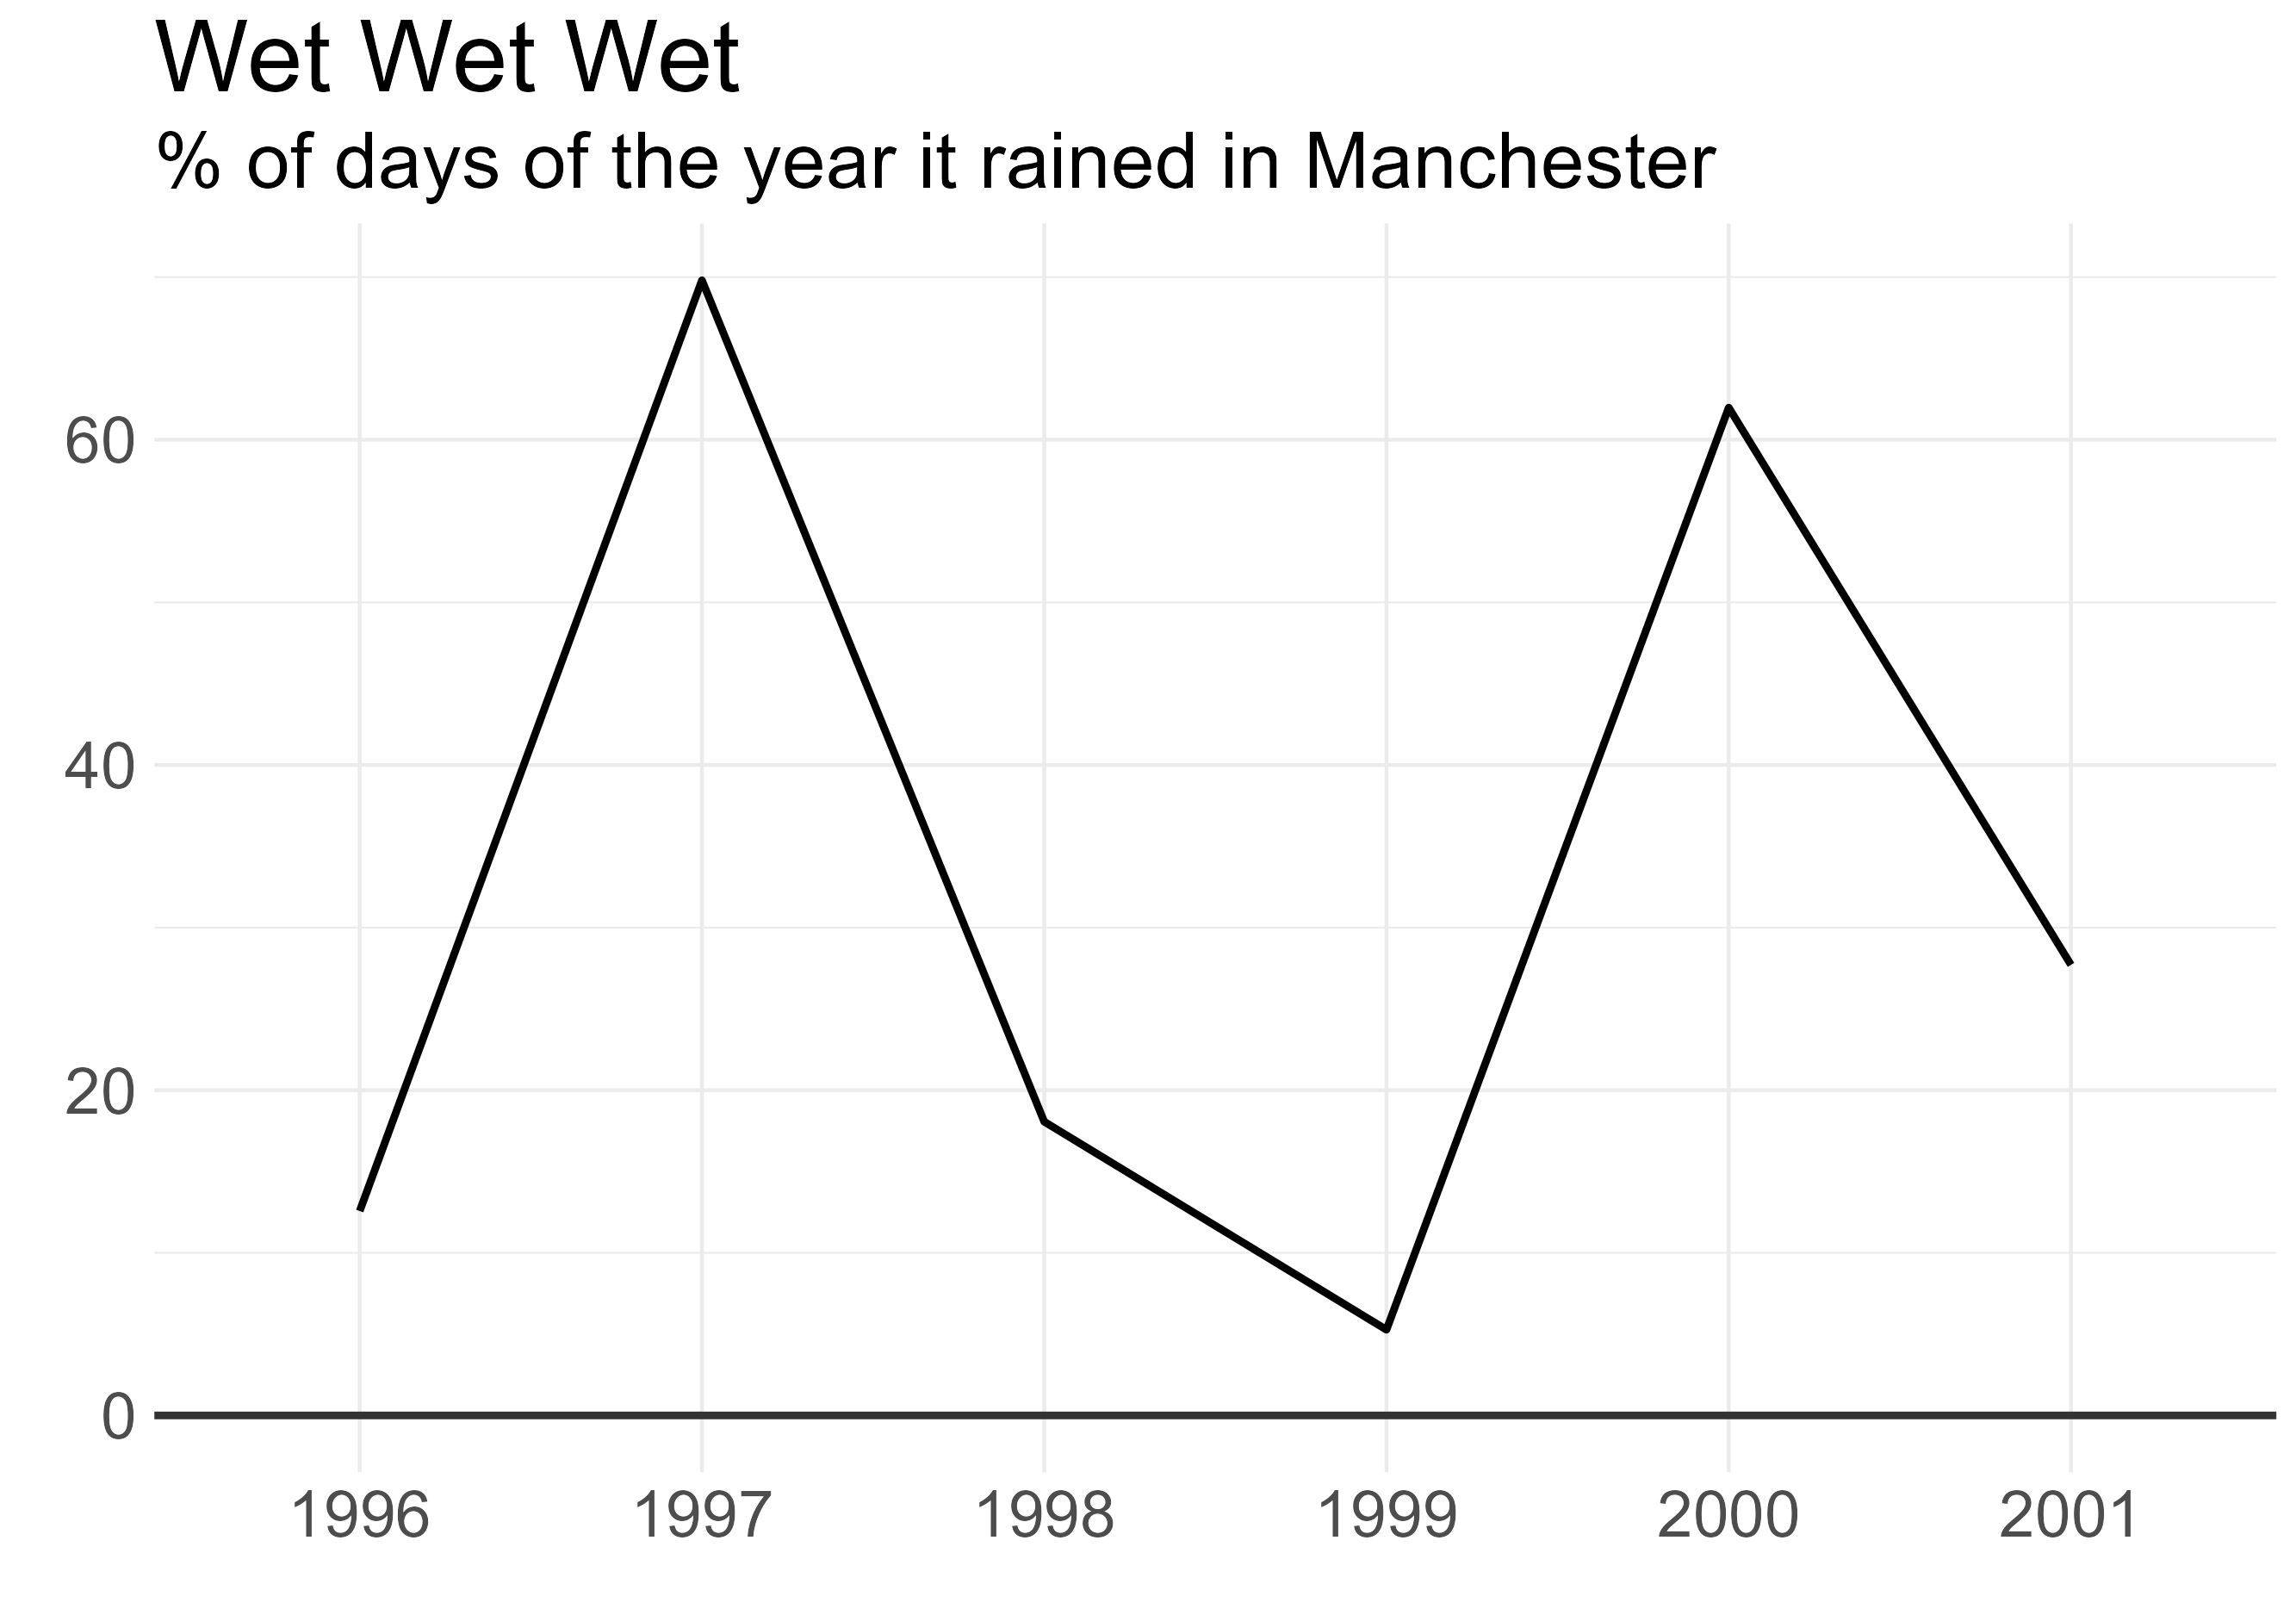 Wet Wet Wet
% of days of the year it rained in Manchester
60
40
20
0
1996 1997 1998 1999 2000 2001